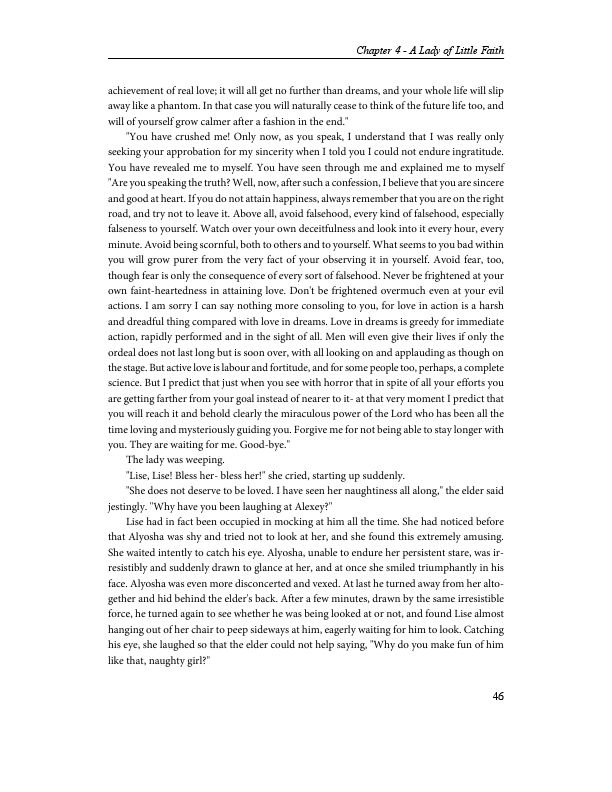 Chapter 4 - A Lady of Little Faith
achievement of real love; it will all get no further than dreams, and your whole life will slip
away like a phantom. In that case you will naturally cease to think of the future life too, and
will of yourself grow calmer after a fashion in the end."
"You have crushed me! Only now, as you speak, I understand that I was really only
seeking your approbation for my sincerity when I told you I could not endure ingratitude.
You have revealed me to myself. You have seen through me and explained me to myself
"Are you speaking the truth? Well, now, after such a confession, I believe that you are sincere
and good at heart. If you do not attain happiness, always remember that you are on the right
road, and try not to leave it. Above all, avoid falsehood, every kind of falsehood, especially
falseness to yourself. Watch over your own deceitfulness and look into it every hour, every
minute. Avoid being scornful, both to others and to yourself. What seems to you bad within
you will grow purer from the very fact of your observing it in yourself. Avoid fear, too,
though fear is only the consequence of every sort of falsehood. Never be frightened at your
own faint-heartedness in attaining love. Don't be frightened overmuch even at your evil
actions. I am sorry I can say nothing more consoling to you, for love in action is a harsh
and dreadful thing compared with love in dreams. Love in dreams is greedy for immediate
action, rapidly performed and in the sight of all. Men will even give their lives if only the
ordeal does not last long but is soon over, with all looking on and applauding as though on
the stage. But active love is labour and fortitude, and for some people too, perhaps, a complete
science. But I predict that just when you see with horror that in spite of all your efforts you
are getting farther from your goal instead of nearer to it- at that very moment I predict that
you will reach it and behold clearly the miraculous power of the Lord who has been all the
time loving and mysteriously guiding you. Forgive me for not being able to stay longer with
you. They are waiting for me. Good-bye."
The lady was weeping.
"Lise, Lise! Bless her- bless her!" she cried, starting up suddenly.
"She does not deserve to be loved. I have seen her naughtiness all along," the elder said
jestingly. "Why have you been laughing at Alexey?"
Lise had in fact been occupied in mocking at him all the time. She had noticed before
that Alyosha was shy and tried not to look at her, and she found this extremely amusing.
She waited intently to catch his eye. Alyosha, unable to endure her persistent stare, was ir-
resistibly and suddenly drawn to glance at her, and at once she smiled triumphantly in his
face. Alyosha was even more disconcerted and vexed. At last he turned away from her alto-
gether and hid behind the elder's back. After a few minutes, drawn by the same irresistible
force, he turned again to see whether he was being looked at or not, and found Lise almost
hanging out of her chair to peep sideways at him, eagerly waiting for him to look. Catching
his eye, she laughed so that the elder could not help saying, "Why do you make fun of him
like that, naughty girl?"
46